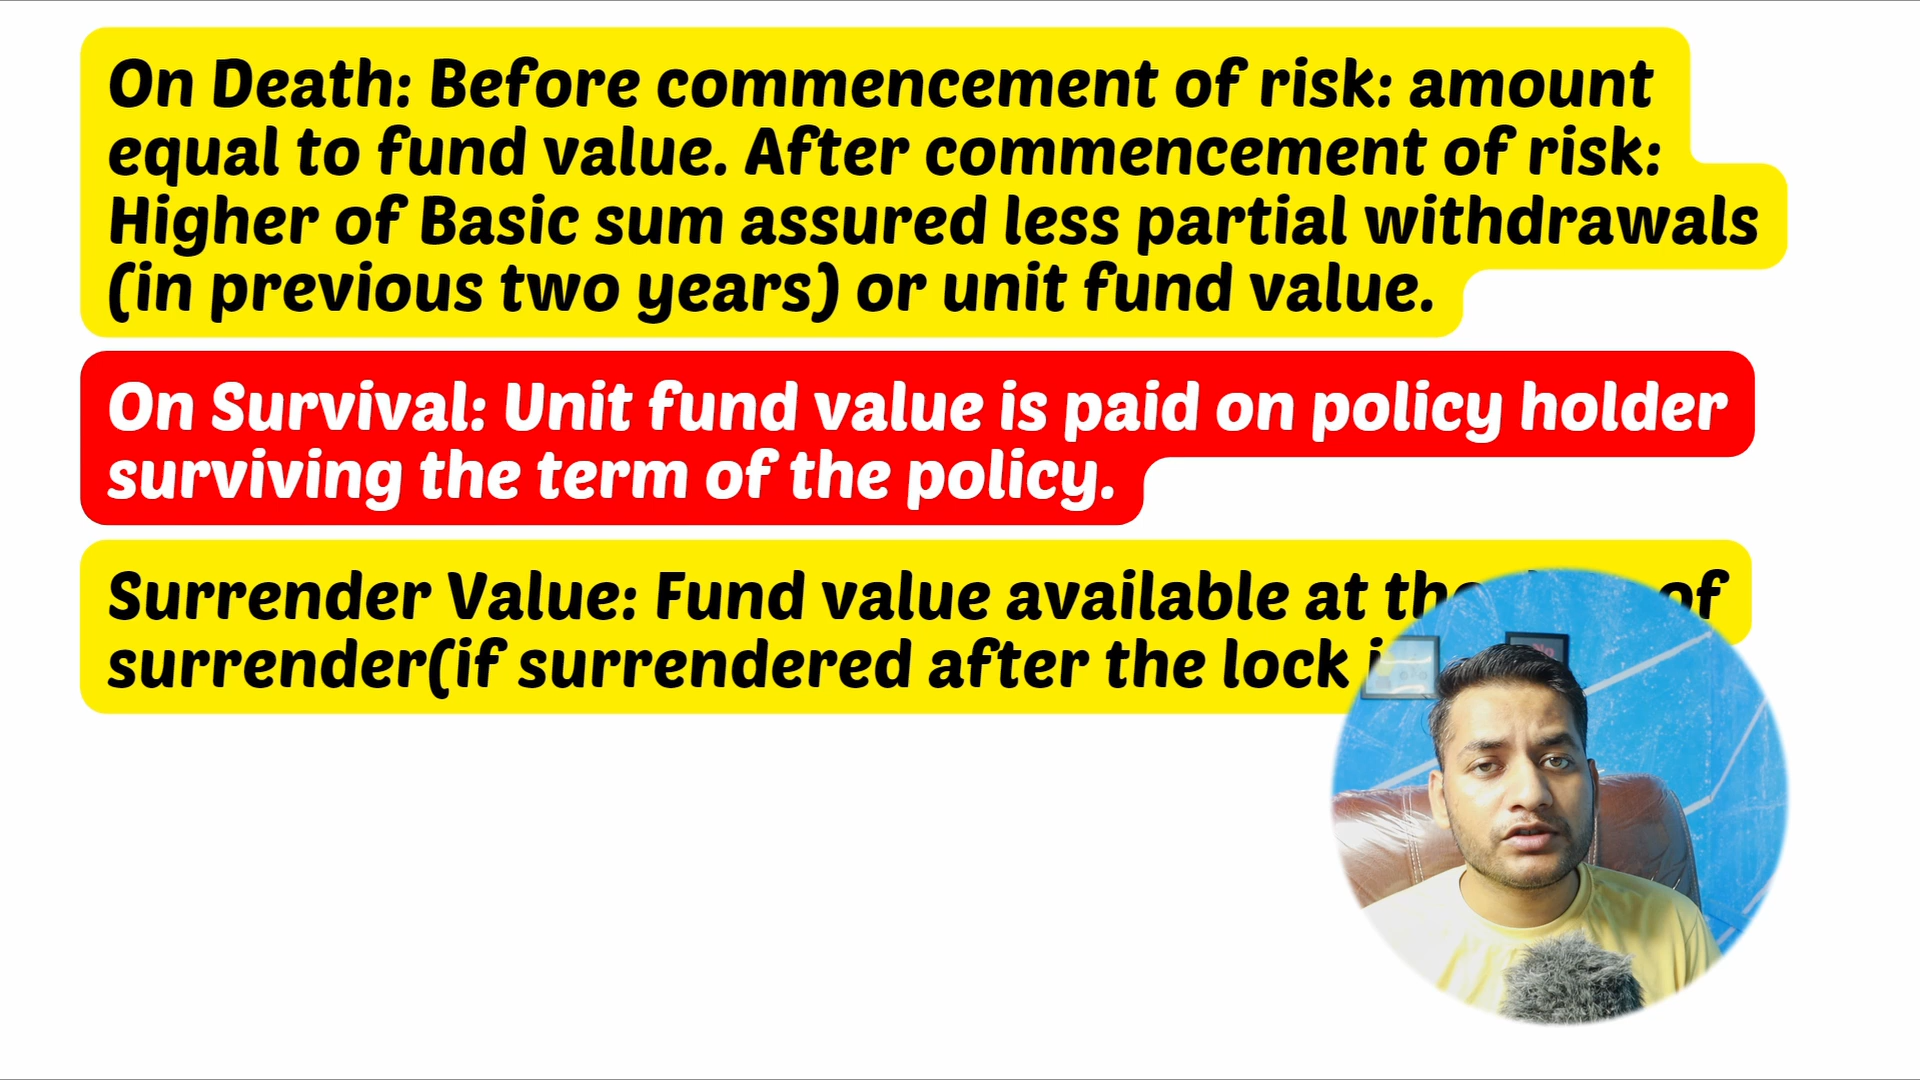 On Death: Before commencement of risk: amount
equal to fund value. After commencement of risk:
Higher of Basic sum assured less partial withdrawals
(in previous two years) or unit fund value.
On Survival: Unit fund value is paid on policy holder
surviving the term of the policy.
Surrender Value: Fund value available at the of
surrender(if surrendered after the lock